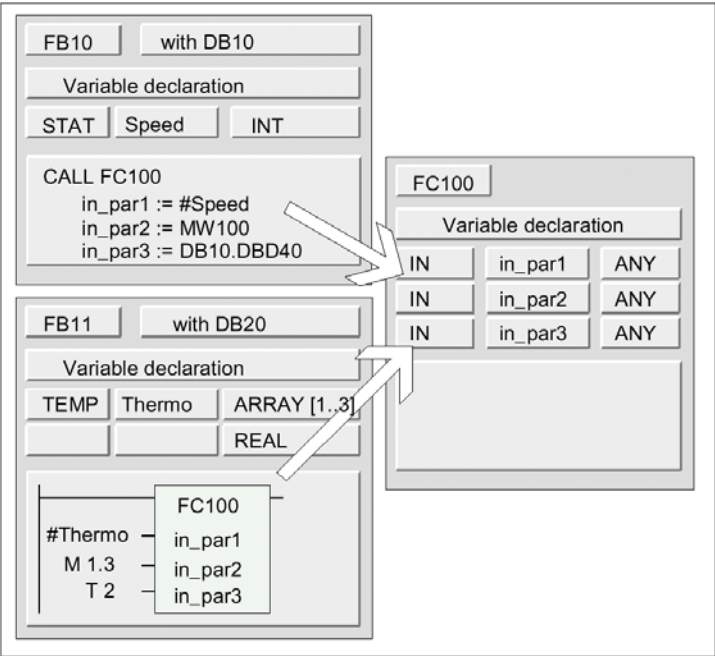 FB10 with DB10
Variable declaration
STAT Speed INT
CALL FC100
in_par1 := #Speed
in_par2 := MW100
in_par3 := DB10.DBD40
FB11 with DB20
Variable declaration
TEMP Thermo ARRAY [1..3]
REAL
FC100
#Thermo in_par1
M 1.3 in_par2
T 2 in_par3
FC100
Variable declaration
IN in_par1 ANY
IN in_par2 ANY
IN in_par3 ANY